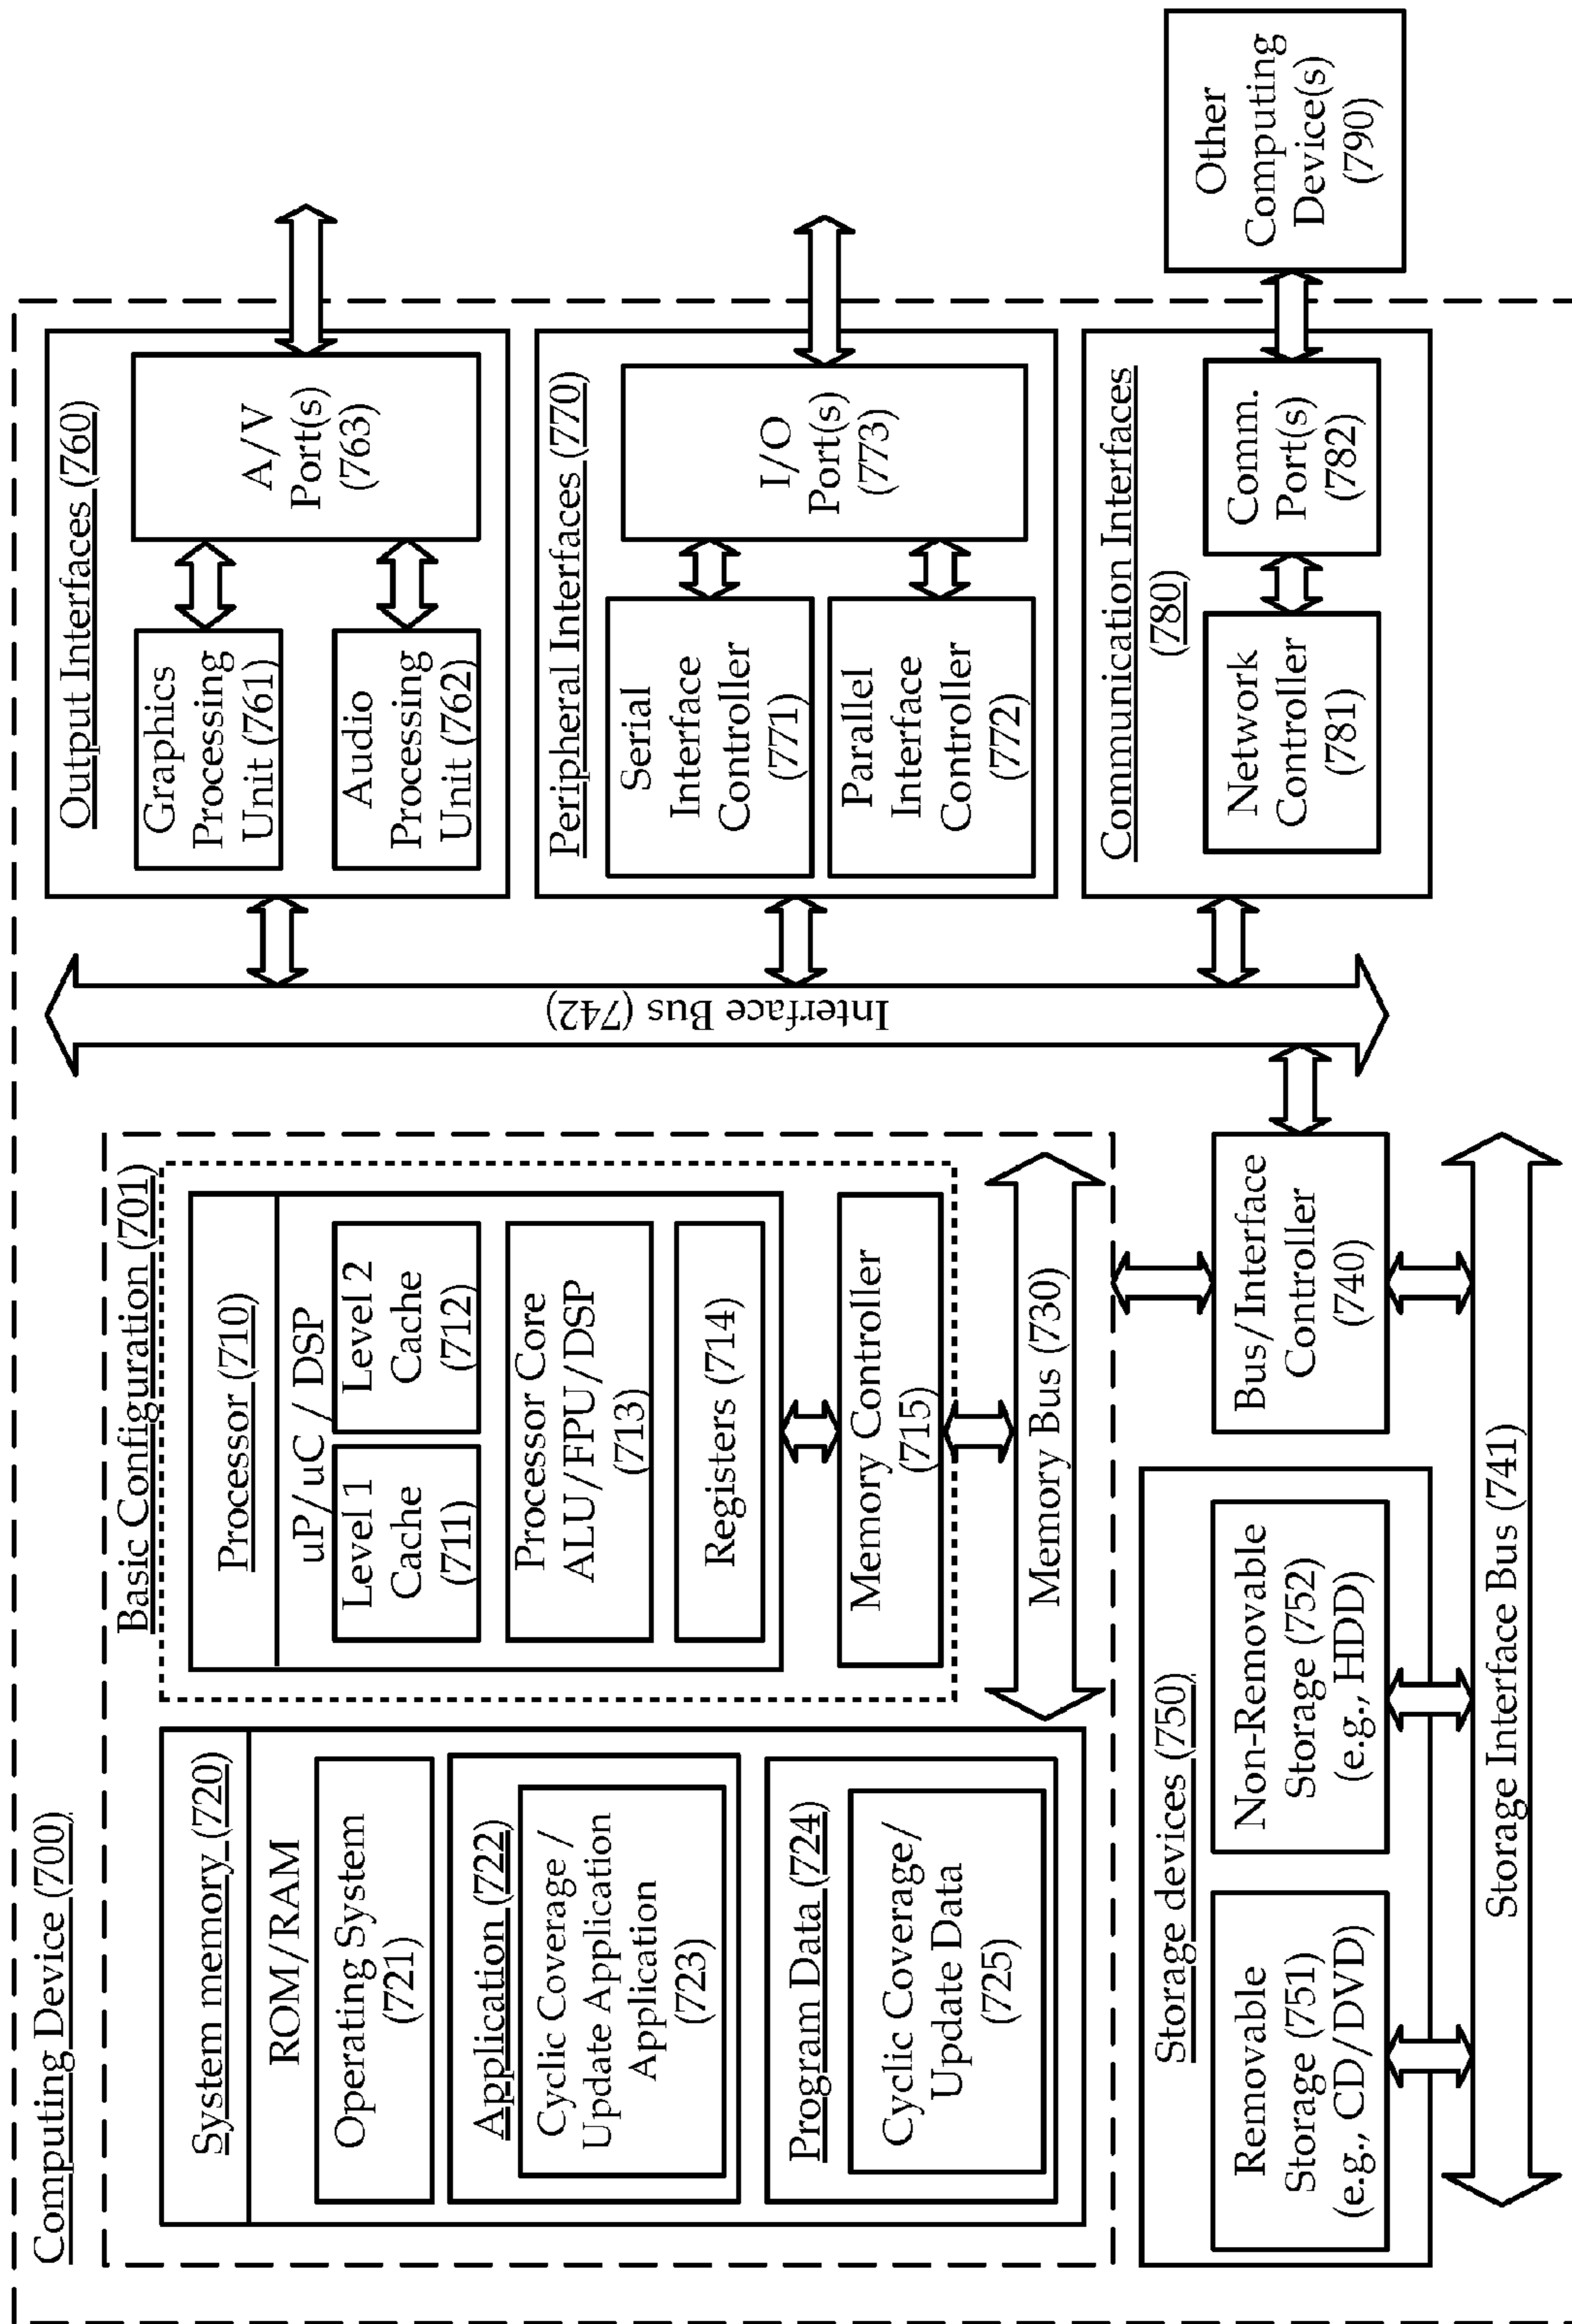 Computing Device (700)
Basic Configuration (701)
System memory (720)
ROM/RAM
Operating System
(721)
Application (722)
Cyclic Coverage /
Update Application
Application
(723)
Program Data (724)
Cyclic Coverage/
Update Data
(725)
Processor (710)
uP/uC / DSP
Level 1
Cache
(711)
Level 2
Cache
(712)
Processor Core
ALU/FPU/DSP
(713)
Registers (714)
Memory Controller
(715)
Memory Bus (730)
Storage devices (750)
Removable
Storage (751)
(e.g., CD/DVD)
Non-Removable
Storage (752)
(e.g., HDD)
Bus/Interface
Controller
(740)
Storage Interface Bus (741)
Interface Bus (742)
Output Interfaces (760)
Graphics
Processing
Unit (761)
Audio
Processing
Unit (762)
A/V
Port(s)
(763)
Peripheral Interfaces (770)
Serial
Interface
Controller
(771)
Parallel
Interface
Controller
(772)
I/O
Port(s)
(773)
Communication Interfaces
(780)
Network
Controller
(781)
Comm.
Port(s)
(782)
Other
Computing
Device(s)
(790)